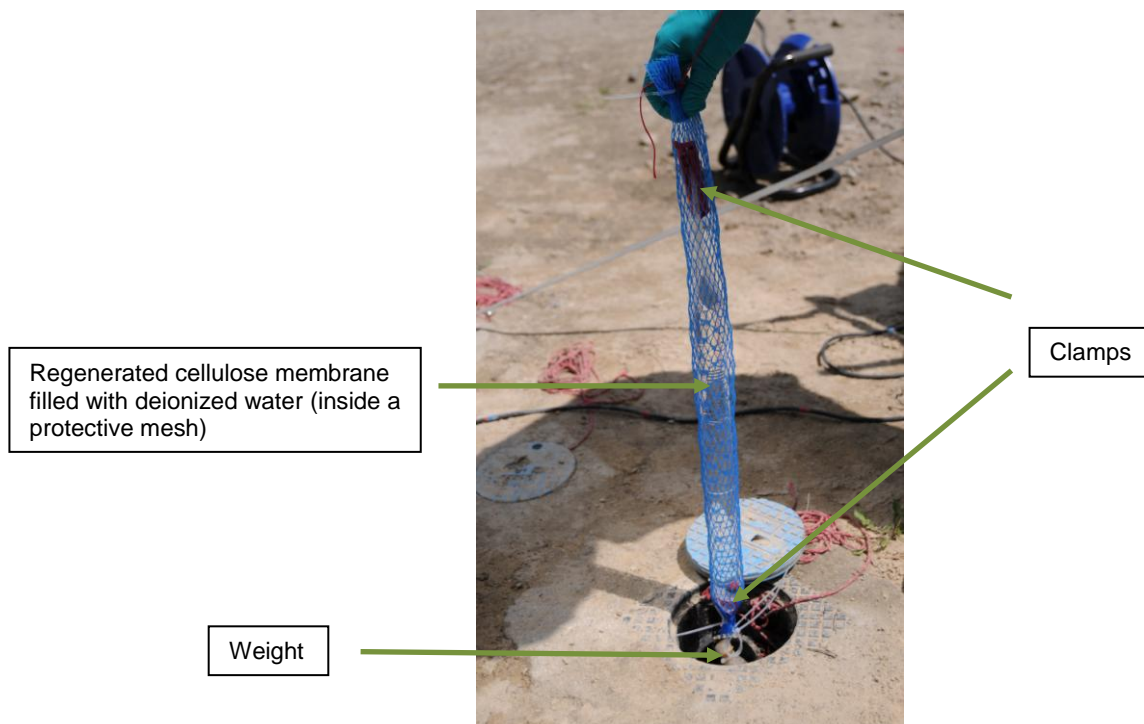 Regenerated cellulose membrane
filled with deionized water (inside a
protective mesh)
Clamps
Weight